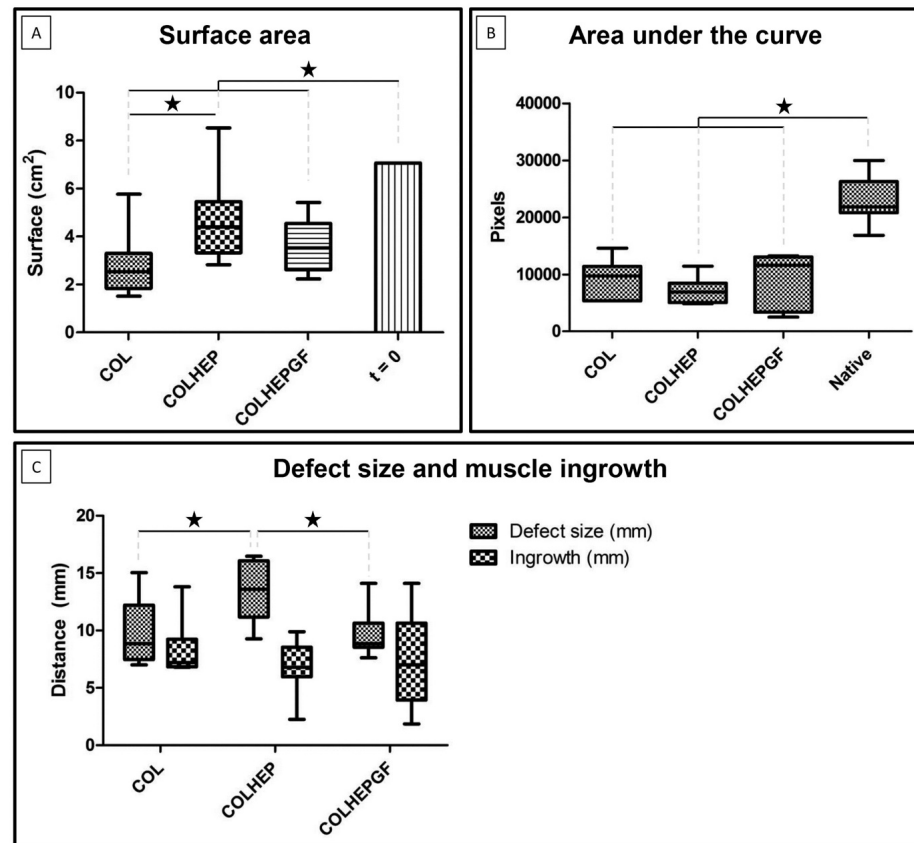 A
Surface area
★
★
Surface (cm²)
10
8
6
4
2
0
COL
COLHEP
COLHEPGF
t = 0
B
Area under the curve
★
Pixels
40000
30000
20000
10000
0
COL
COLHEP
COLHEPGF
Native
C
Defect size and muscle ingrowth
★ ★
Distance (mm)
20
15
10
5
0
COL
COLHEP
COLHEPGF
Defect size (mm)
Ingrowth (mm)